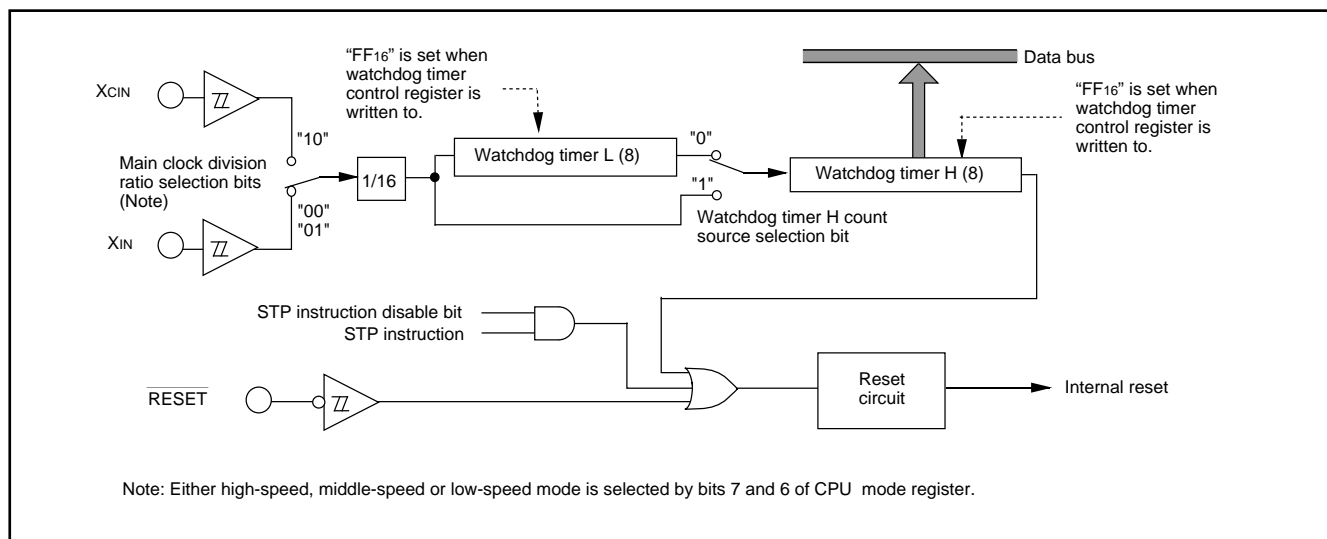 “FF16” is set when
watchdog timer
control register is
written to.
Data bus
“FF16” is set when
watchdog timer
control register is
written to.
XCIN
"10"
"0"
Watchdog timer L (8)
Watchdog timer H (8)
Main clock division
ratio selection bits
(Note)
1/16
"1"
"00"
"01"
Watchdog timer H count
source selection bit
XIN
STP instruction disable bit
STP instruction
RESET
Reset
circuit
Internal reset
Note: Either high-speed, middle-speed or low-speed mode is selected by bits 7 and 6 of CPU mode register.